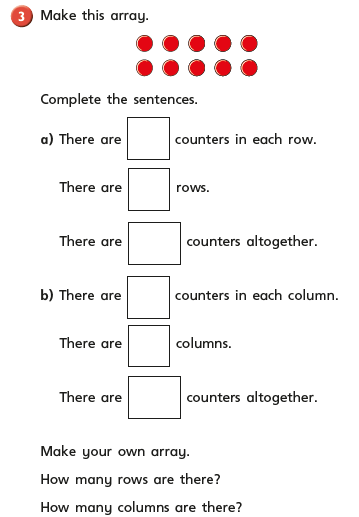 3 Make this array.
Complete the sentences.
a) There are counters in each row.
There are rows.
There are counters altogether.
b) There are counters in each column.
There are columns.
There are counters altogether.
Make your own array.
How many rows are there?
How many columns are there?